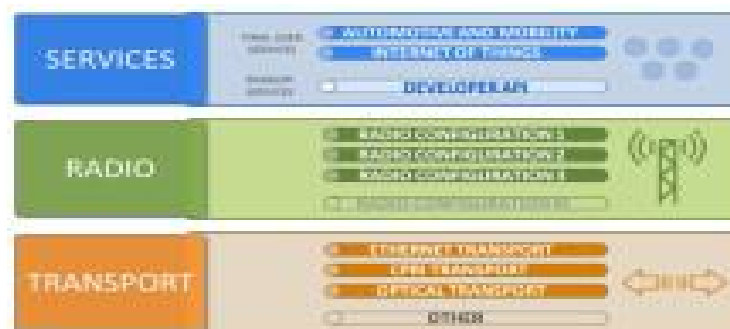 SERVICES
AUTOMOTIVE AND MOBILITY
INTERNET OF THINGS
SERVICES
DEVELOPER API
RADIO
RADIO CONFIGURATION 1
RADIO CONFIGURATION 2
RADIO CONFIGURATION 3
TRANSPORT
ETHERNET TRANSPORT
CPRI TRANSPORT
OPTICAL TRANSPORT
OTHER